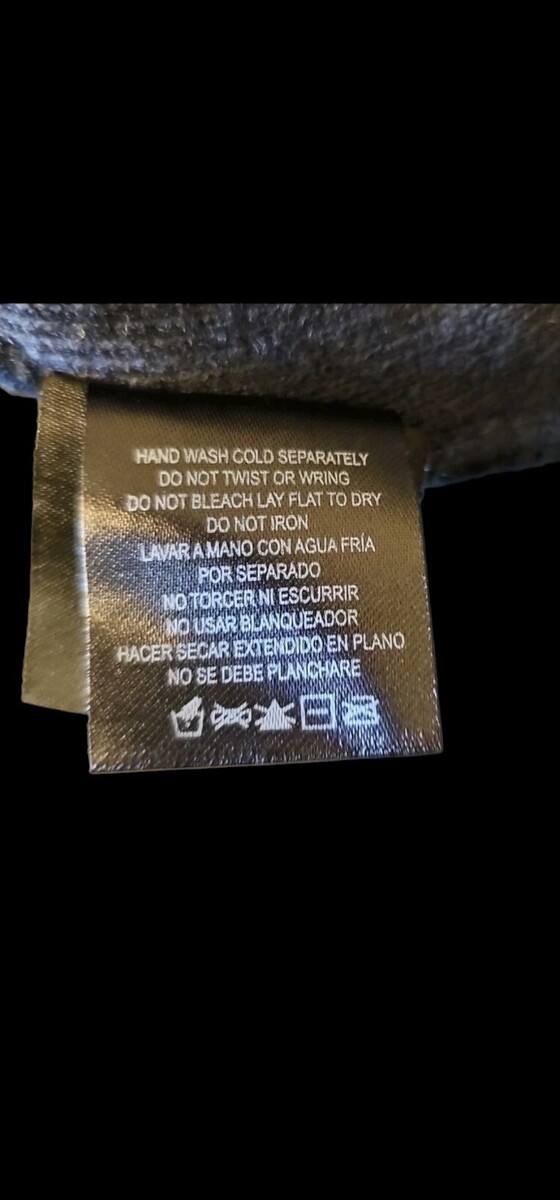 HAND WASH COLD SEPARATELY
DO NOT TWIST OR WRING
DO NOT BLEACH LAY FLAT TO DRY
DO NOT IRON
LAVAR A MANO CON AGUA FRÍA
POR SEPARADO
NO TORCER NI ESCURRIR
NO USAR BLANQUEADOR
HACER SECAR EXTENDIDO EN PLANO
NO SE DEBE PLANCHARE